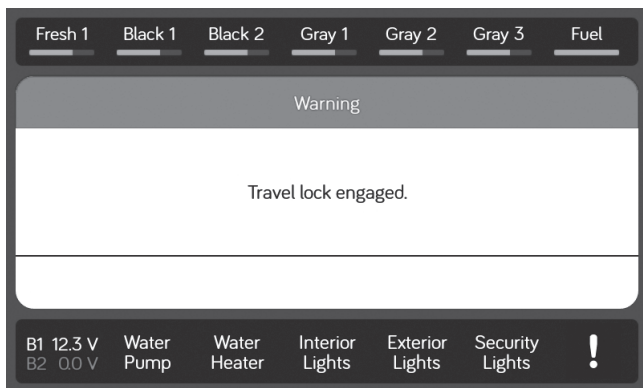 Fresh 1 Black 1 Black 2 Gray 1 Gray 2 Gray 3 Fuel
Warning
Travel lock engaged.
B1 12.3 V Water Water Interior Exterior Security !
B2 0.0 V Pump Heater Lights Lights Lights